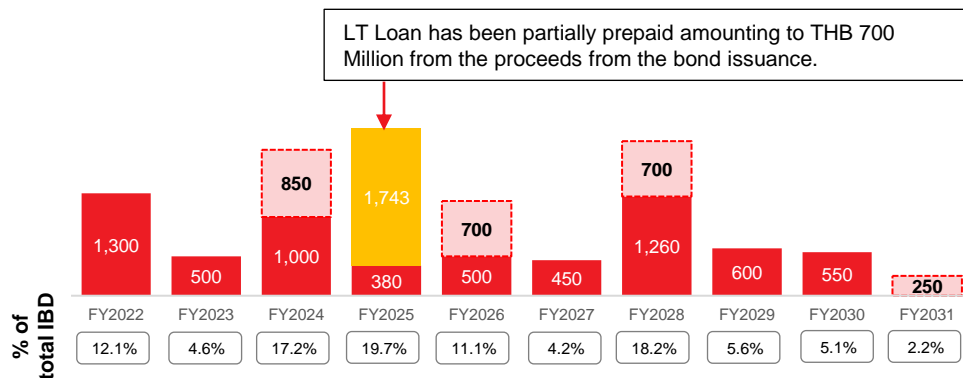 LT Loan has been partially prepaid amounting to THB 700
Million from the proceeds from the bond issuance.
1,300
500
850
1,000
1,743
380
700
500
450
700
1,260
600
550
250
FY2022 FY2023 FY2024 FY2025 FY2026 FY2027 FY2028 FY2029 FY2030 FY2031
% of
total IBD
12.1% 4.6% 17.2% 19.7% 11.1% 4.2% 18.2% 5.6% 5.1% 2.2%